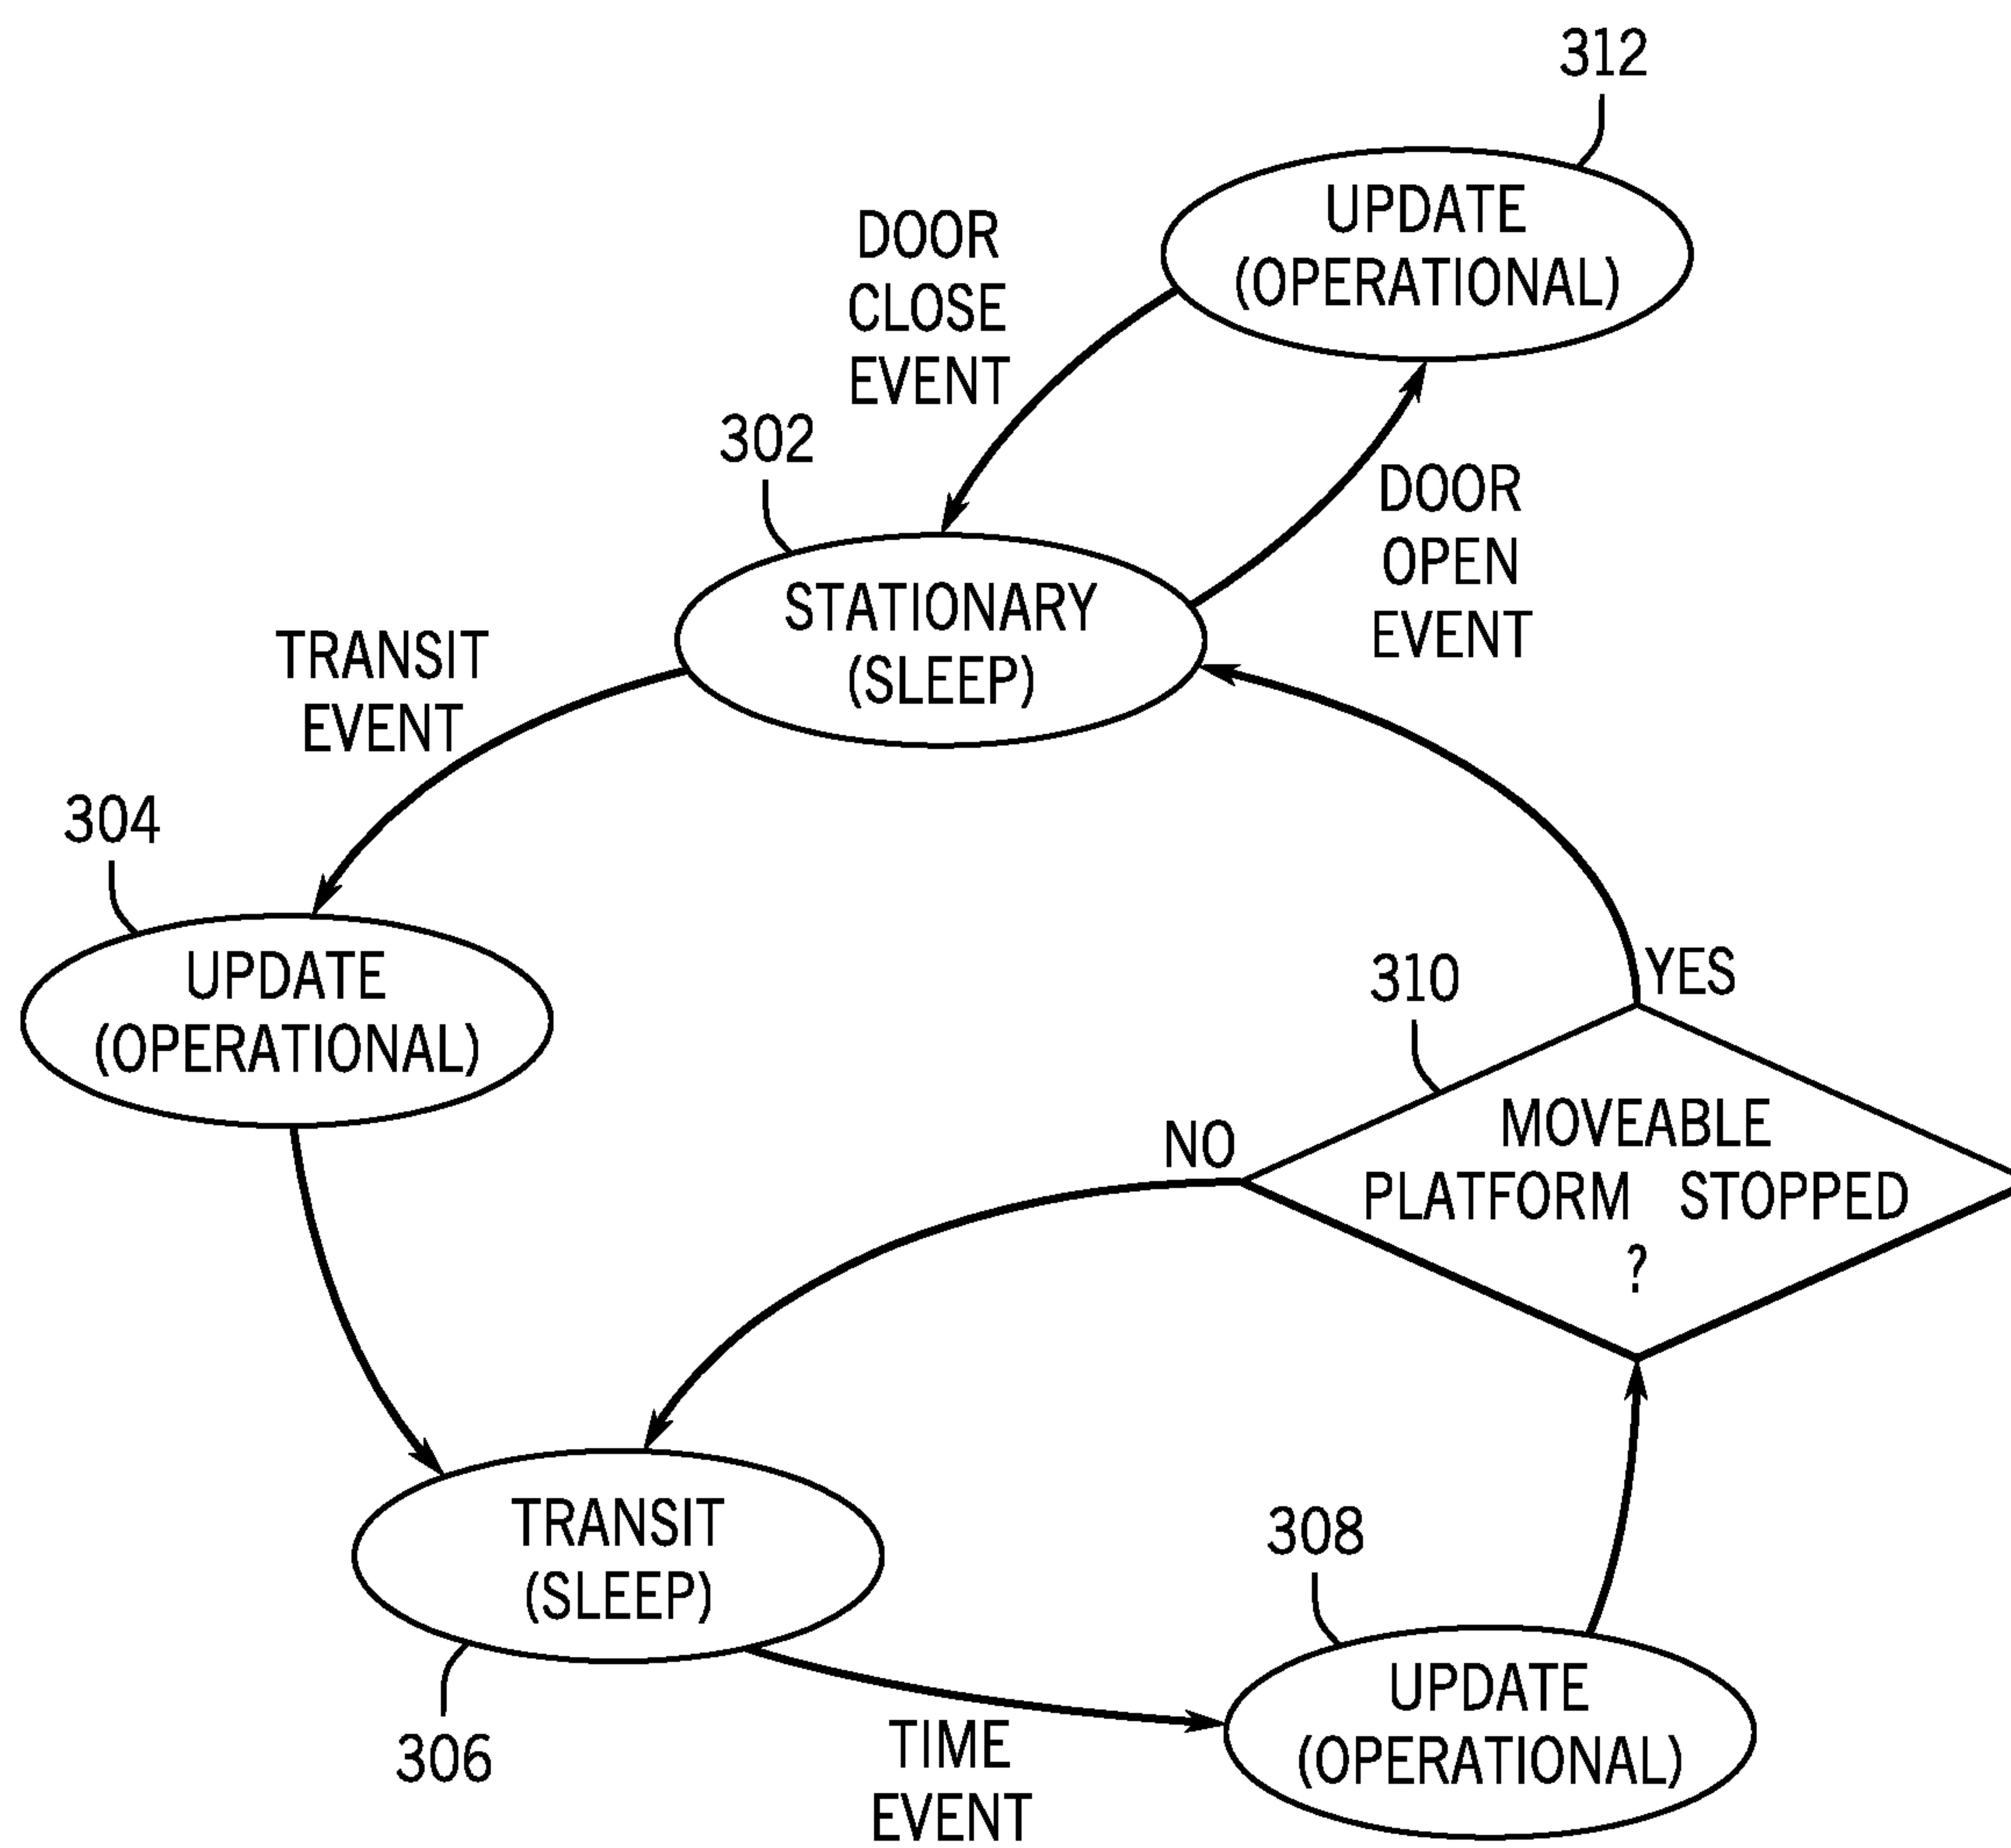 312
UPDATE
(OPERATIONAL)
DOOR
CLOSE
EVENT
302
DOOR
OPEN
EVENT
STATIONARY
(SLEEP)
TRANSIT
EVENT
304
UPDATE
(OPERATIONAL)
310
YES
NO
MOVEABLE
PLATFORM STOPPED
?
TRANSIT
(SLEEP)
308
306
TIME
EVENT
UPDATE
(OPERATIONAL)